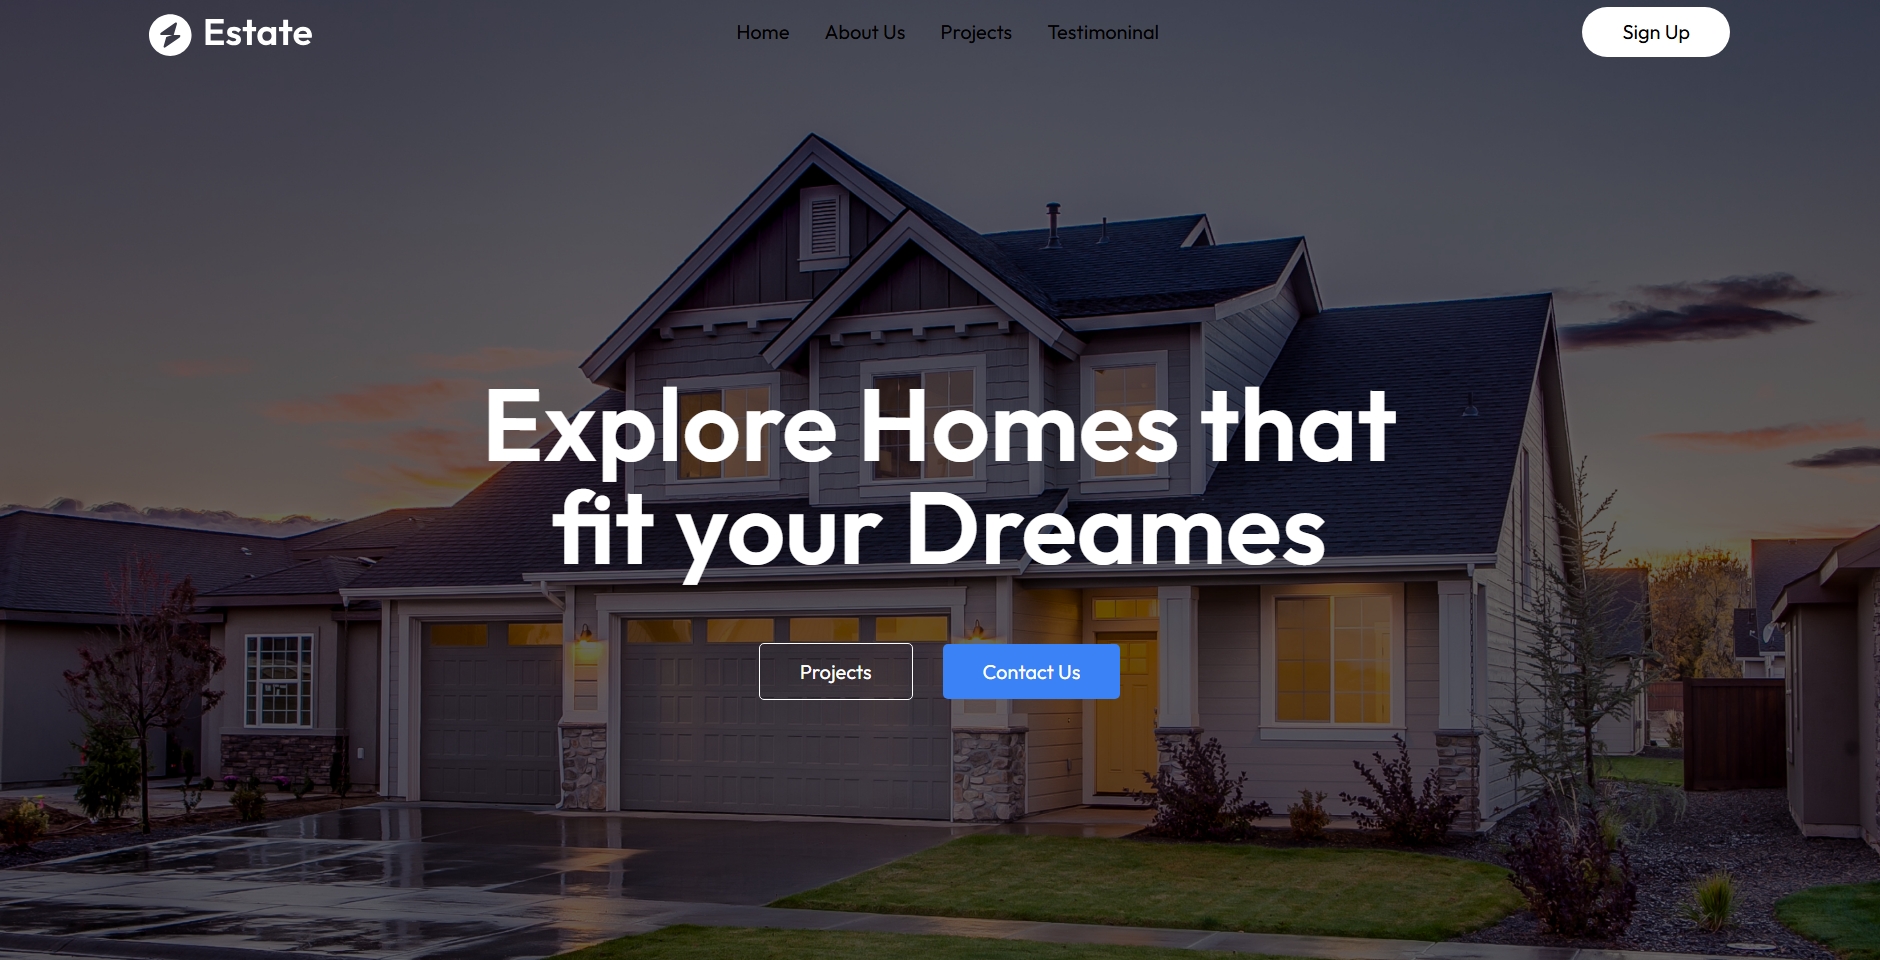 Estate
Home About Us Projects Testimoninal
Sign Up
Explore Homes that
fit your Dreames
Projects Contact Us